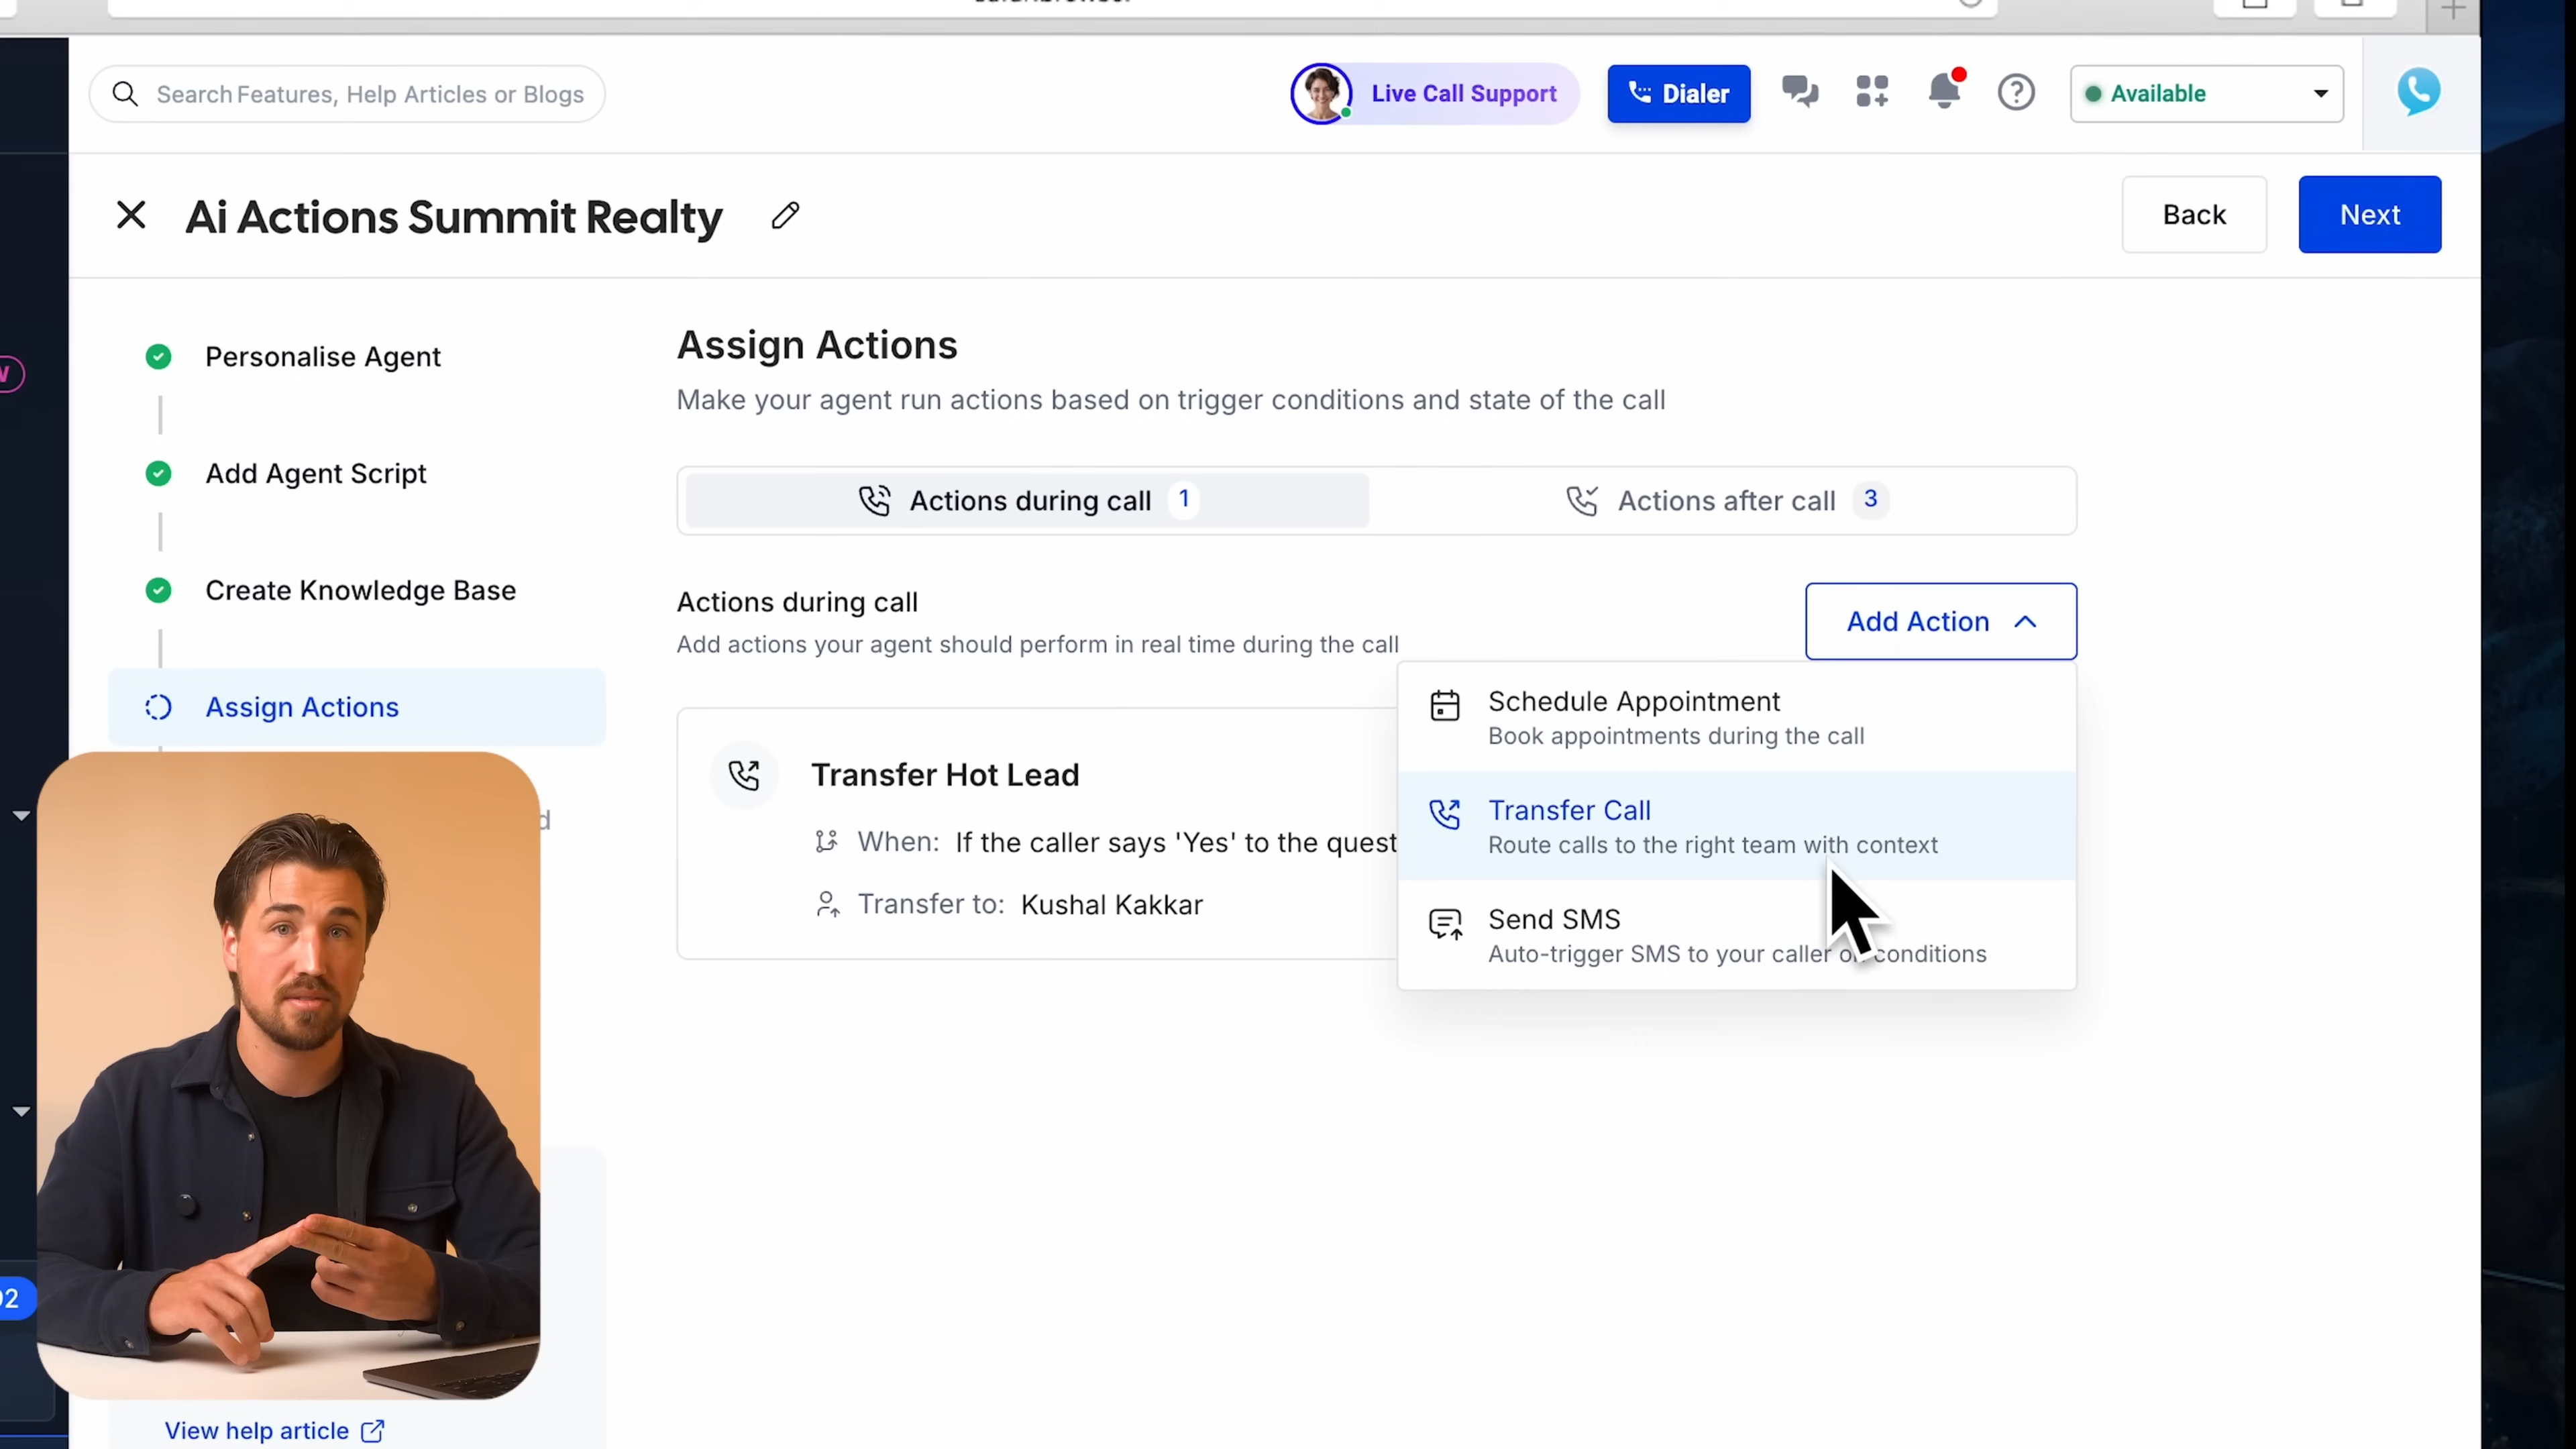 Search Features, Help Articles or Blogs
Live Call Support
Dialer
Available
Ai Actions Summit Realty
Back
Next
Personalise Agent
Add Agent Script
Create Knowledge Base
Assign Actions
Assign Actions
Make your agent run actions based on trigger conditions and state of the call
Actions during call 1
Actions after call 3
Actions during call
Add actions your agent should perform in real time during the call
Add Action
Schedule Appointment
Book appointments during the call
Transfer Call
Route calls to the right team with context
Send SMS
Auto-trigger SMS to your caller on conditions
Transfer Hot Lead
When: If the caller says 'Yes' to the quest
Transfer to: Kushal Kakkar
View help article